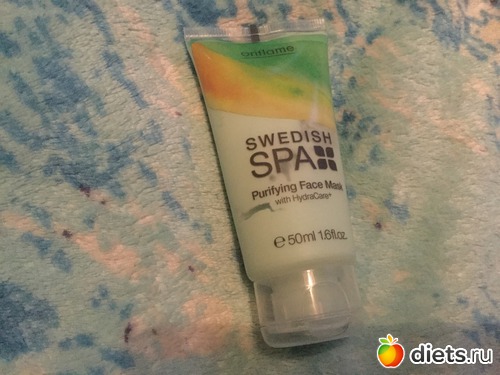 oriflame
SWEDISH
SPA
Purifying Face Mask
with HydraCare+
e 50ml 1.6fl.oz.
diets.ru